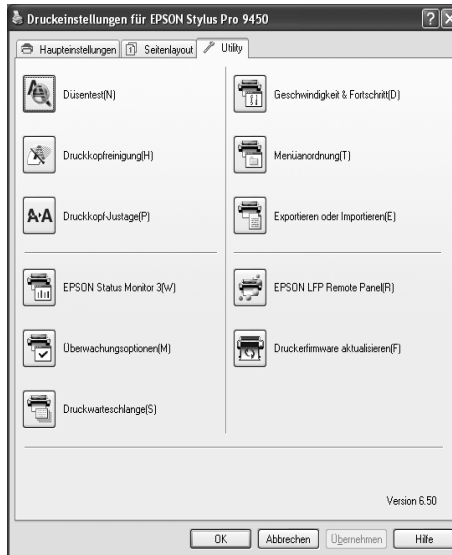 Druckeinstellungen für EPSON Stylus Pro 9450
Haupteinstellungen Seitenlayout Utility
Düsentest(N)
Druckkopfreinigung(H)
Druckkopf-Justage(P)
EPSON Status Monitor 3(W)
Überwachungsoptionen(M)
Druckwarteschlange(S)
Geschwindigkeit & Fortschritt(D)
Menüanordnung(T)
Exportieren oder Importieren(E)
EPSON LFP Remote Panel(R)
Druckerfirmware aktualisieren(F)
Version 6.50
OK Abbrechen Übernehmen Hilfe